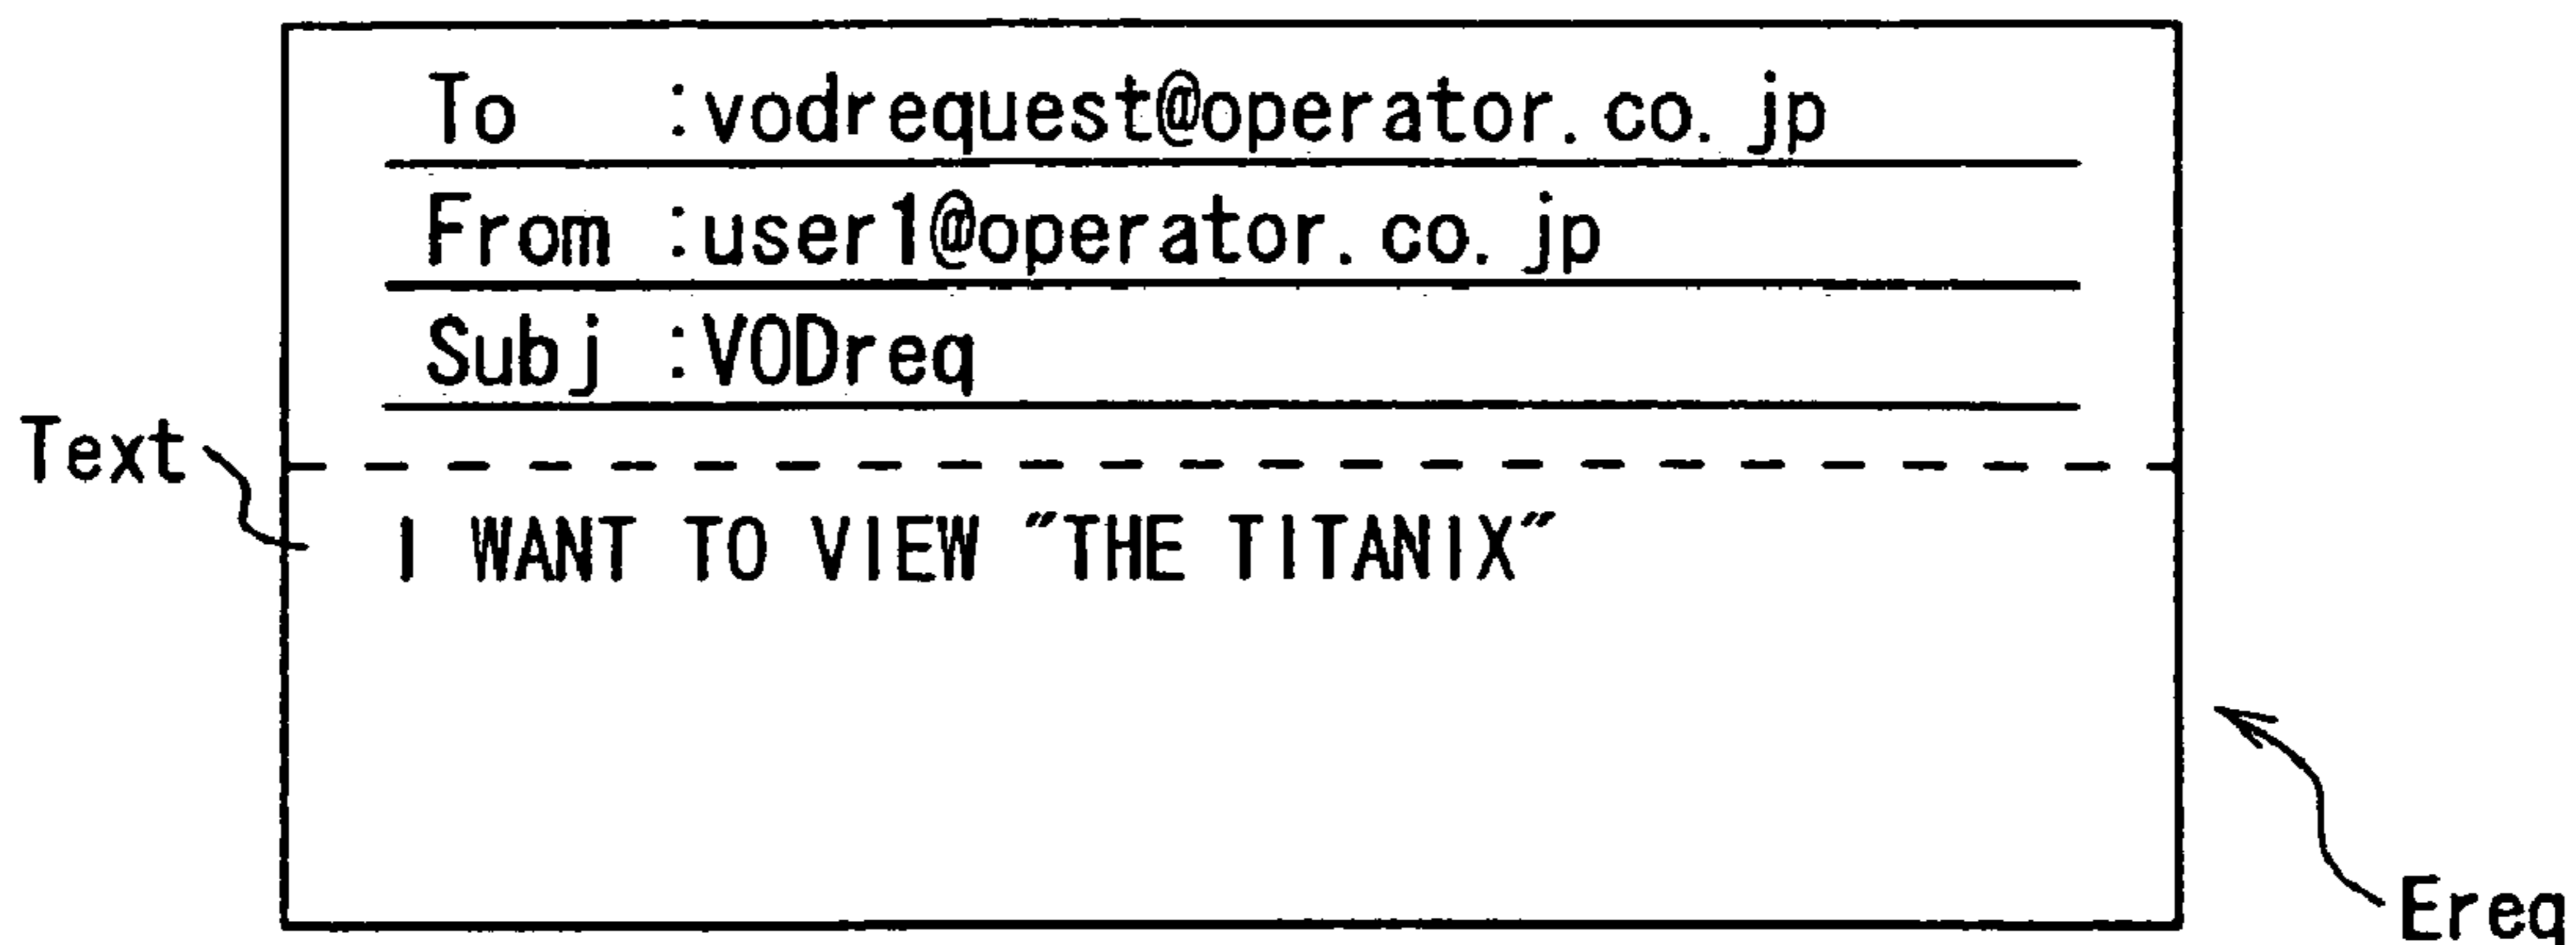 To :vodrequest@operator.co.jp
From :user1@operator.co.jp
Subj :VODreq
Text
I WANT TO VIEW "THE TITANIX"
Ereq